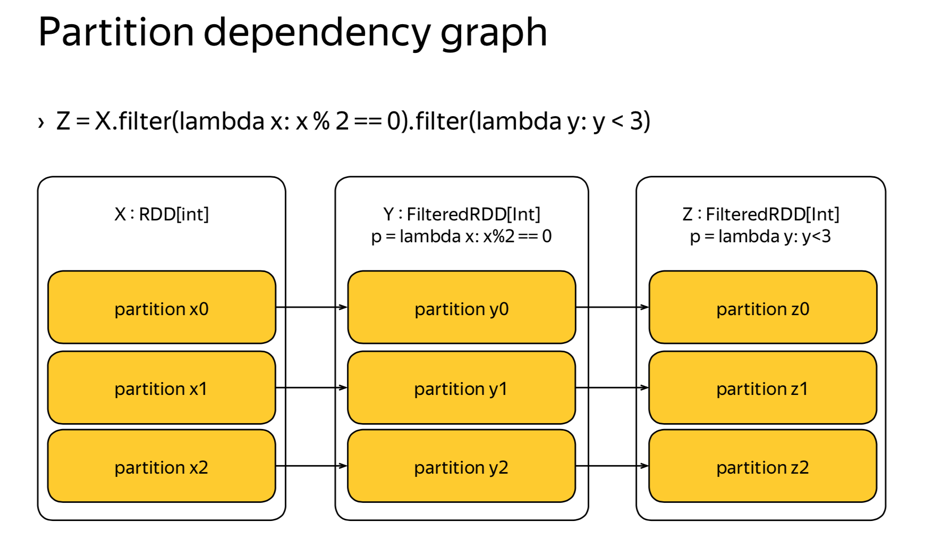 Partition dependency graph
› Z = X.filter(lambda x: x % 2 == 0).filter(lambda y: y < 3)
X : RDD[int]
partition x0
partition x1
partition x2
Y : FilteredRDD[Int]
p = lambda x: x%2 == 0
partition y0
partition y1
partition y2
Z : FilteredRDD[Int]
p = lambda y: y<3
partition z0
partition z1
partition z2